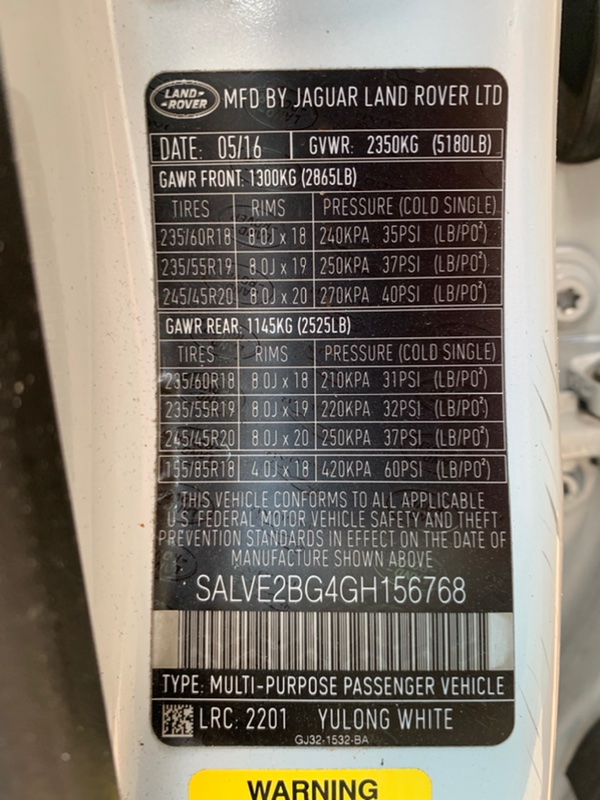 LAND-
-ROVER
MFD BY JAGUAR LAND ROVER LTD
DATE: 05/16 | GVWR: 2350KG (5180LB)
GAWR FRONT: 1300KG (2865LB)
TIRES RIMS PRESSURE (COLD SINGLE)
235/60R18 8.0J x 18 240KPA 35PSI (LB/PO²)
235/55R19 8.0J x 19 250KPA 37PSI (LB/PO²)
245/45R20 8.0J x 20 270KPA 40PSI (LB/PO²)
GAWR REAR: 1145KG (2525LB)
TIRES RIMS PRESSURE (COLD SINGLE)
235/60R18 8.0J x 18 210KPA 31PSI (LB/PO²)
235/55R19 8.0J x 19 220KPA 32PSI (LB/PO²)
245/45R20 8.0J x 20 250KPA 37PSI (LB/PO²)
155/85R18 4.0J x 18 420KPA 60PSI (LB/PO²)
THIS VEHICLE CONFORMS TO ALL APPLICABLE
U.S. FEDERAL MOTOR VEHICLE SAFETY AND THEFT
PREVENTION STANDARDS IN EFFECT ON THE DATE OF
MANUFACTURE SHOWN ABOVE
SALVE2BG4GH156768
TYPE: MULTI-PURPOSE PASSENGER VEHICLE
LRC: 2201 YULONG WHITE
GJ32-1532-BA
WARNING